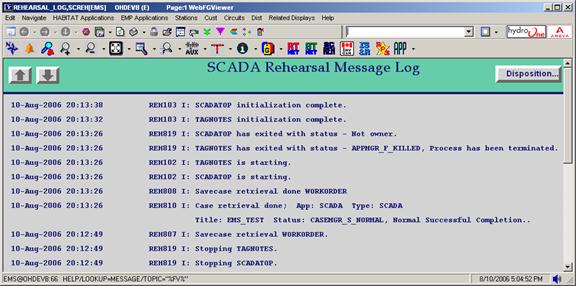 REHEARSAL_LOG,SCREH[EMS] OHDEVB (E) Page:1 WebFGViewer
Edit Navigate HABITAT Applications EMP Applications Stations Cust Circuits Dist Related Displays Help
hydro one
AREVA
AUX
APP
SCADA Rehearsal Message Log
Disposition...
10-Aug-2006 20:13:38 REH103 I: SCADATOP initialization complete.
10-Aug-2006 20:13:32 REH103 I: TAGNOTES initialization complete.
10-Aug-2006 20:13:26 REH819 I: SCADATOP has exited with status - Not owner.
10-Aug-2006 20:13:26 REH819 I: TAGNOTES has exited with status - APPMGR_F_KILLED, Process has been terminated.
10-Aug-2006 20:13:26 REH102 I: TAGNOTES is starting.
10-Aug-2006 20:13:26 REH102 I: SCADATOP is starting.
10-Aug-2006 20:13:26 REH808 I: Savecase retrieval done WORKORDER
10-Aug-2006 20:13:26 REH810 I: Case retrieval done; App: SCADA Type: SCADA
Title: EMS_TEST Status: CASEMGR_S_NORMAL, Normal Successful Completion..
10-Aug-2006 20:12:49 REH807 I: Savecase retrieval WORKORDER.
10-Aug-2006 20:12:49 REH819 I: Stopping TAGNOTES.
10-Aug-2006 20:12:49 REH819 I: Stopping SCADATOP.
EMS@OHDEVB:66 HELP/LOOKUP=MESSAGE/TOPIC="%FV%" 8/10/2006 5:04:52 PM